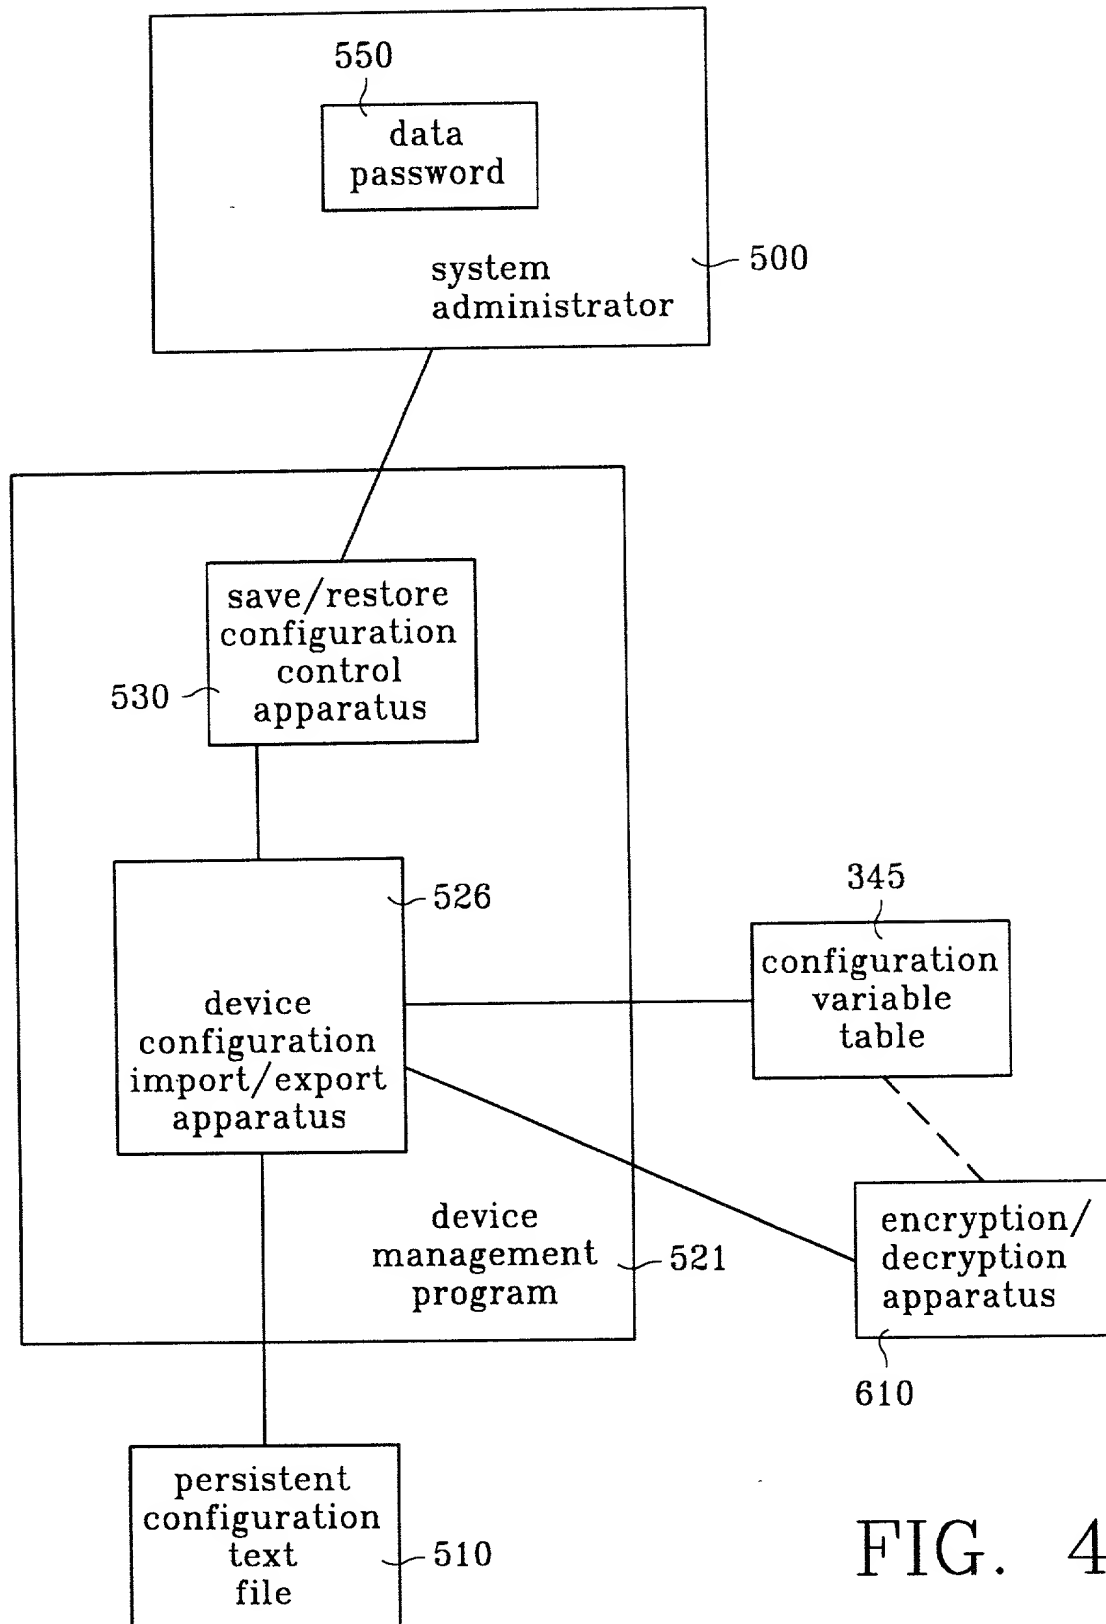 550
data
password
system
administrator
500
save/restore
configuration
control
apparatus
530
526
device
configuration
import/export
apparatus
345
configuration
variable
table
device
management
program
521
encryption/
decryption
apparatus
610
persistent
configuration
text
file
510
FIG. 4